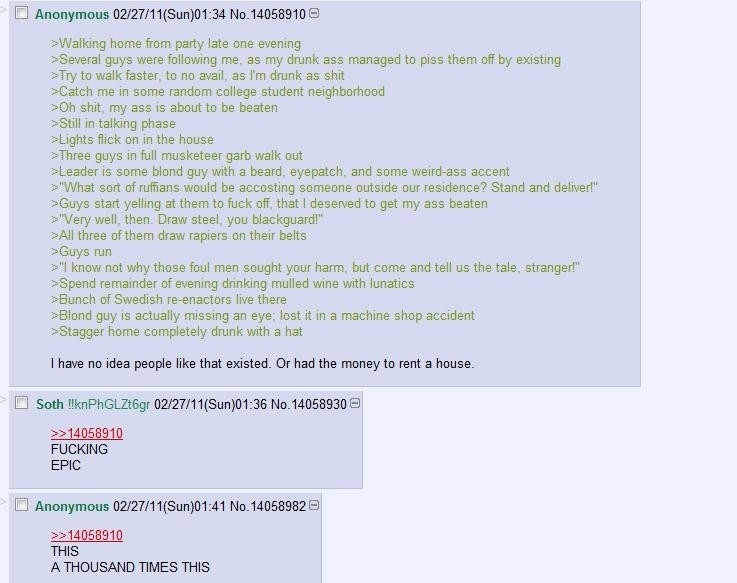 Anonymous 02/27/11(Sun)01:34 No.14058910
>Walking home from party late one evening
>Several guys were following me, as my drunk ass managed to piss them off by existing
>Try to walk faster, to no avail, as I'm drunk as shit
>Catch me in some random college student neighborhood
>Oh shit, my ass is about to be beaten
>Still in talking phase
>Lights flick on in the house
>Three guys in full musketeer garb walk out
>Leader is some blond guy with a beard, eyepatch, and some weird-ass accent
>"What sort of ruffians would be accosting someone outside our residence? Stand and deliver!"
>Guys start yelling at them to fuck off, that I deserved to get my ass beaten
>"Very well, then. Draw steel, you blackguard!"
>All three of them draw rapiers on their belts
>Guys run
>"I know not why those foul men sought your harm, but come and tell us the tale, stranger!"
>Spend remainder of evening drinking mulled wine with lunatics
>Bunch of Swedish re-enactors live there
>Blond guy is actually missing an eye; lost it in a machine shop accident
>Stagger home completely drunk with a hat
I have no idea people like that existed. Or had the money to rent a house.
Soth !!knPhGLZt6gr 02/27/11(Sun)01:36 No.14058930
>>14058910
FUCKING
EPIC
Anonymous 02/27/11(Sun)01:41 No.14058982
>>14058910
THIS
A THOUSAND TIMES THIS